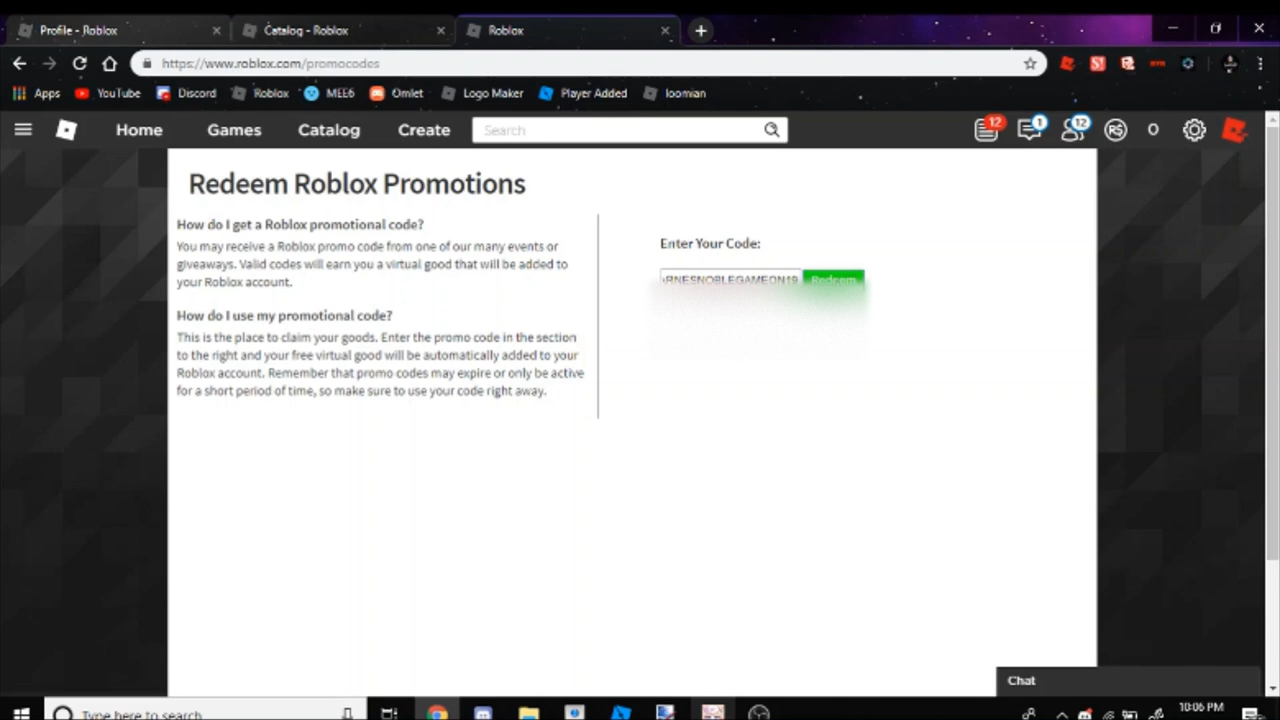 Profile - Roblox
Catalog - Roblox
Roblox
https://www.roblox.com/promocodes
Apps
YouTube
Discord
Roblox
MEE6
Omlet
Logo Maker
Player Added
loomian
Home
Games
Catalog
Create
Search
12
1
12
R$
0
Redeem Roblox Promotions
How do I get a Roblox promotional code?
You may receive a Roblox promo code from one of our many events or
giveaways. Valid codes will earn you a virtual good that will be added to
your Roblox account.
How do I use my promotional code?
This is the place to claim your goods. Enter the promo code in the section
to the right and your free virtual good will be automatically added to your
Roblox account. Remember that promo codes may expire or only be active
for a short period of time, so make sure to use your code right away.
Enter Your Code:
RNESNOBLEGAMEON19
Redeem
Chat
Type here to search
10:06 PM